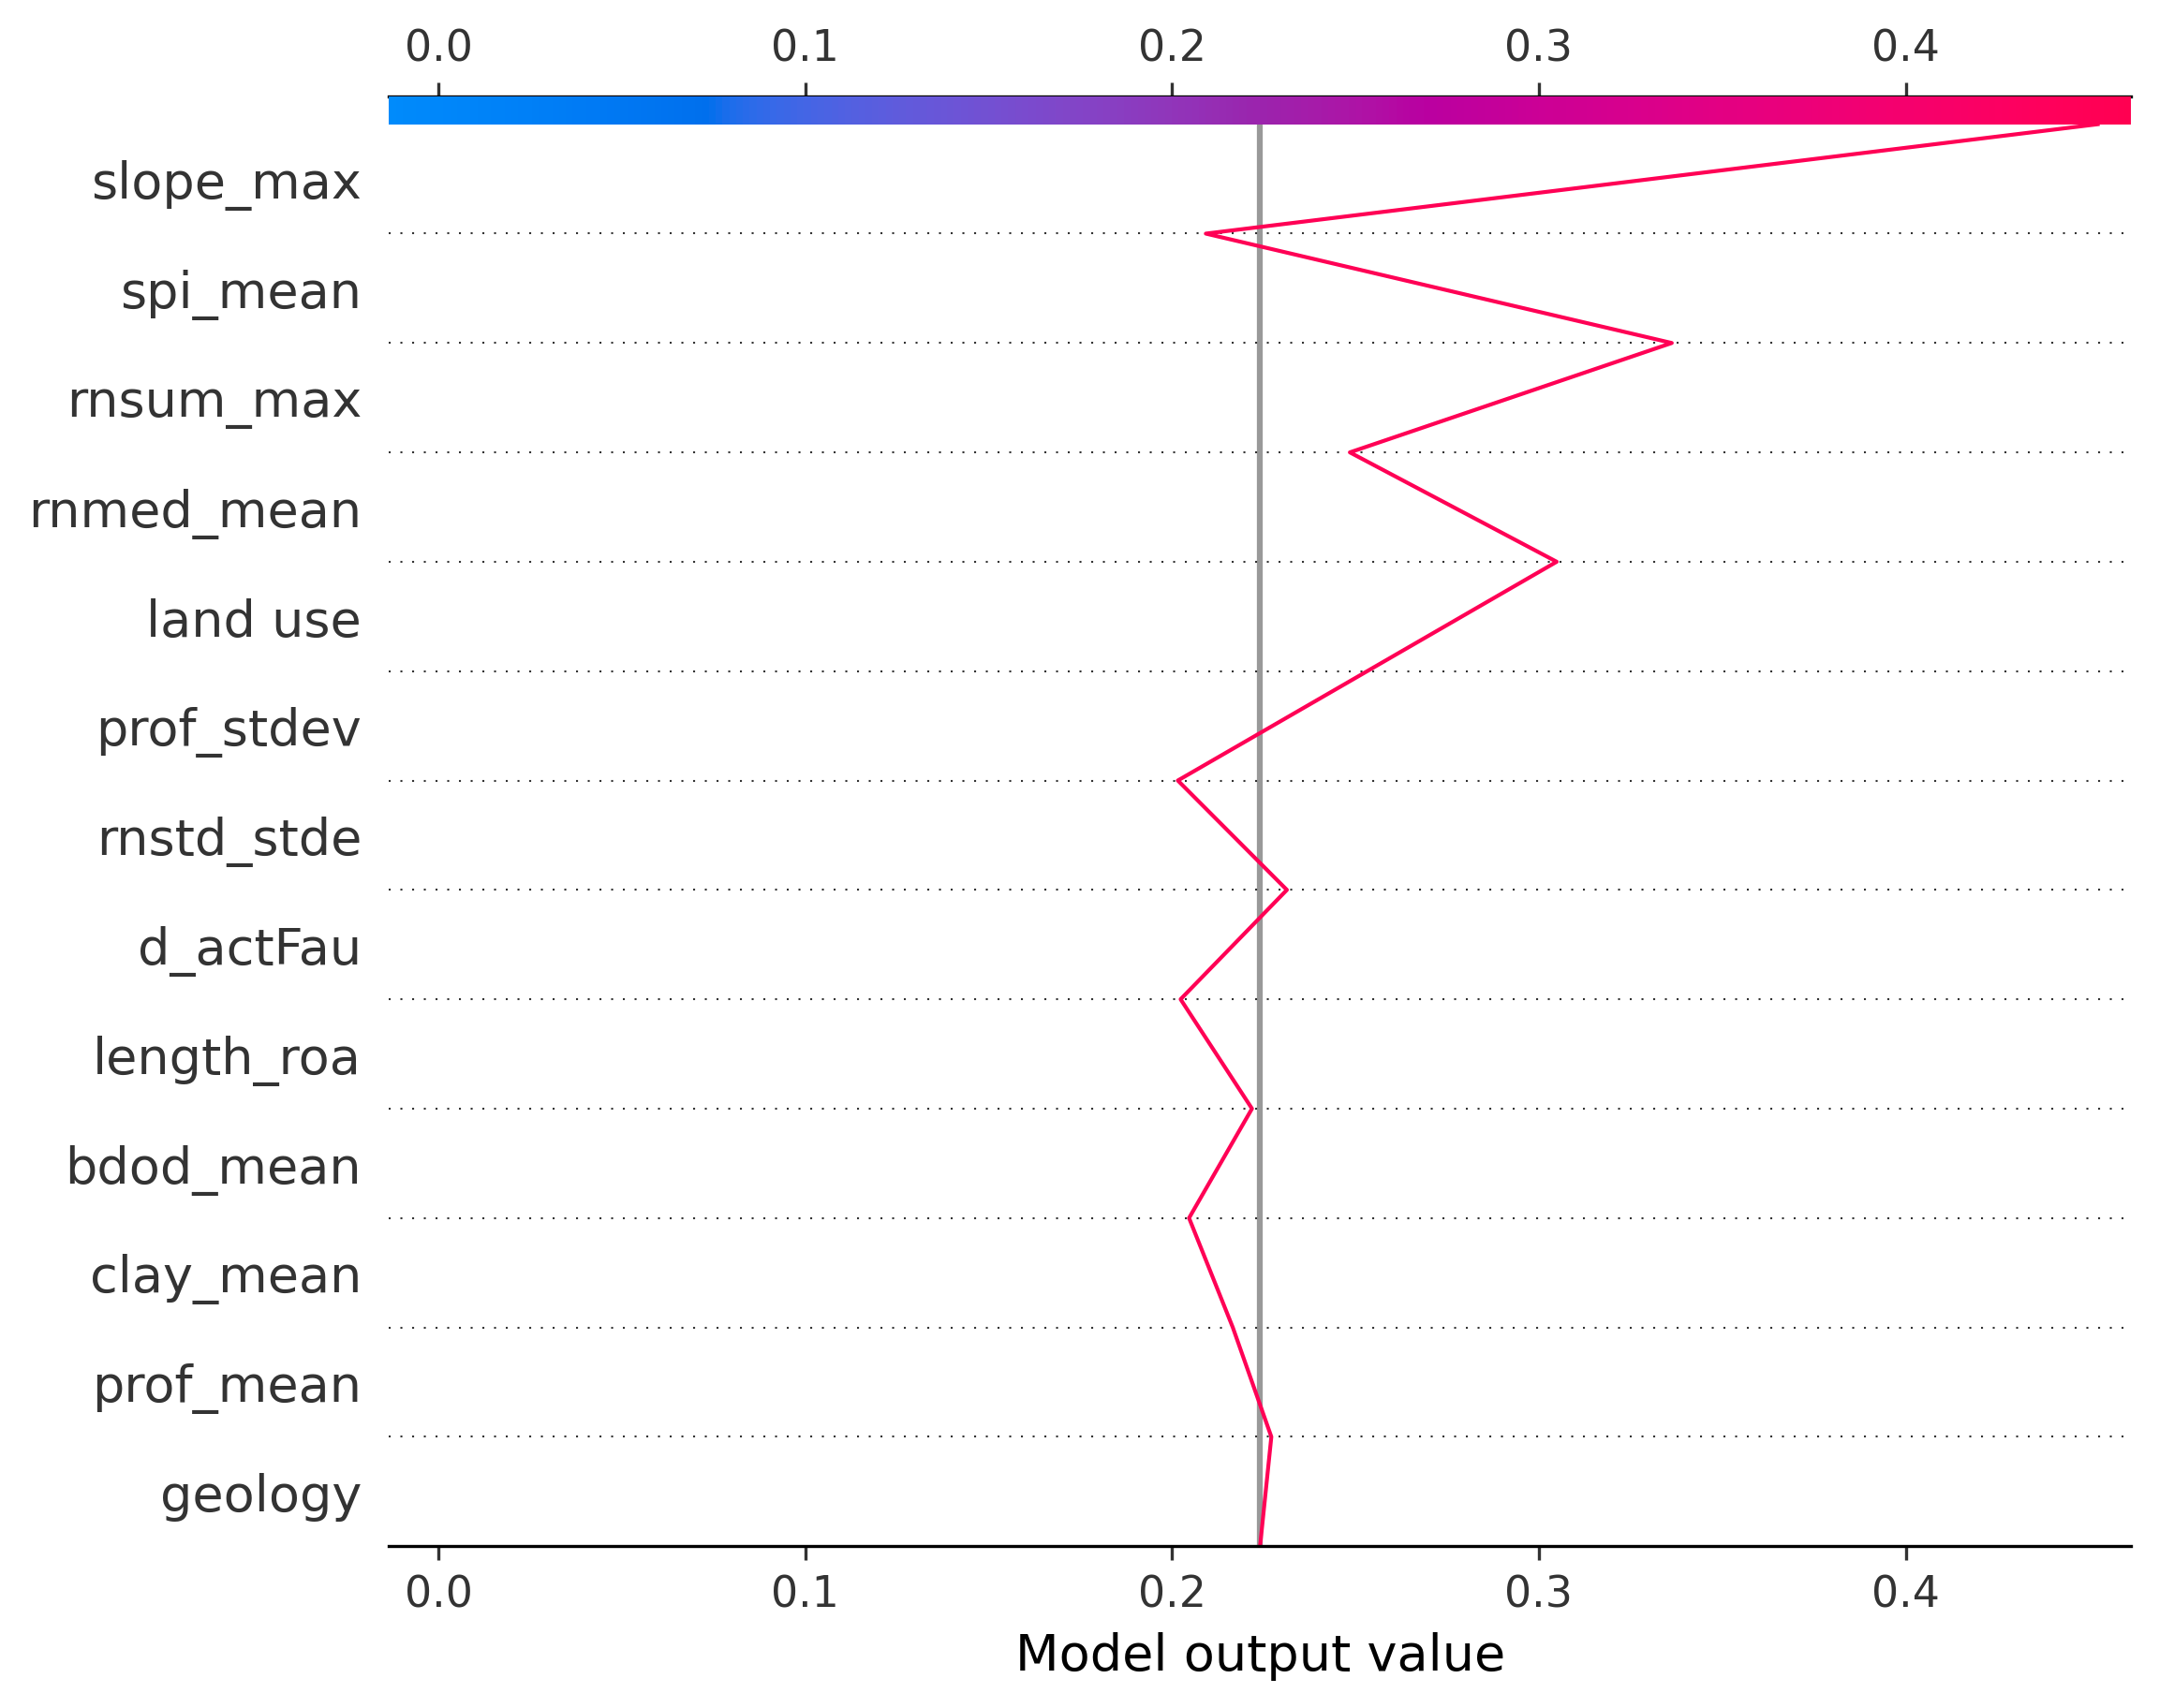 0.0 0.1 0.2 0.3 0.4
slope_max
spi_mean
rnsum_max
rnmed_mean
land use
prof_stdev
rnstd_stde
d_actFau
length_roa
bdod_mean
clay_mean
prof_mean
geology
0.0 0.1 0.2 0.3 0.4
Model output value